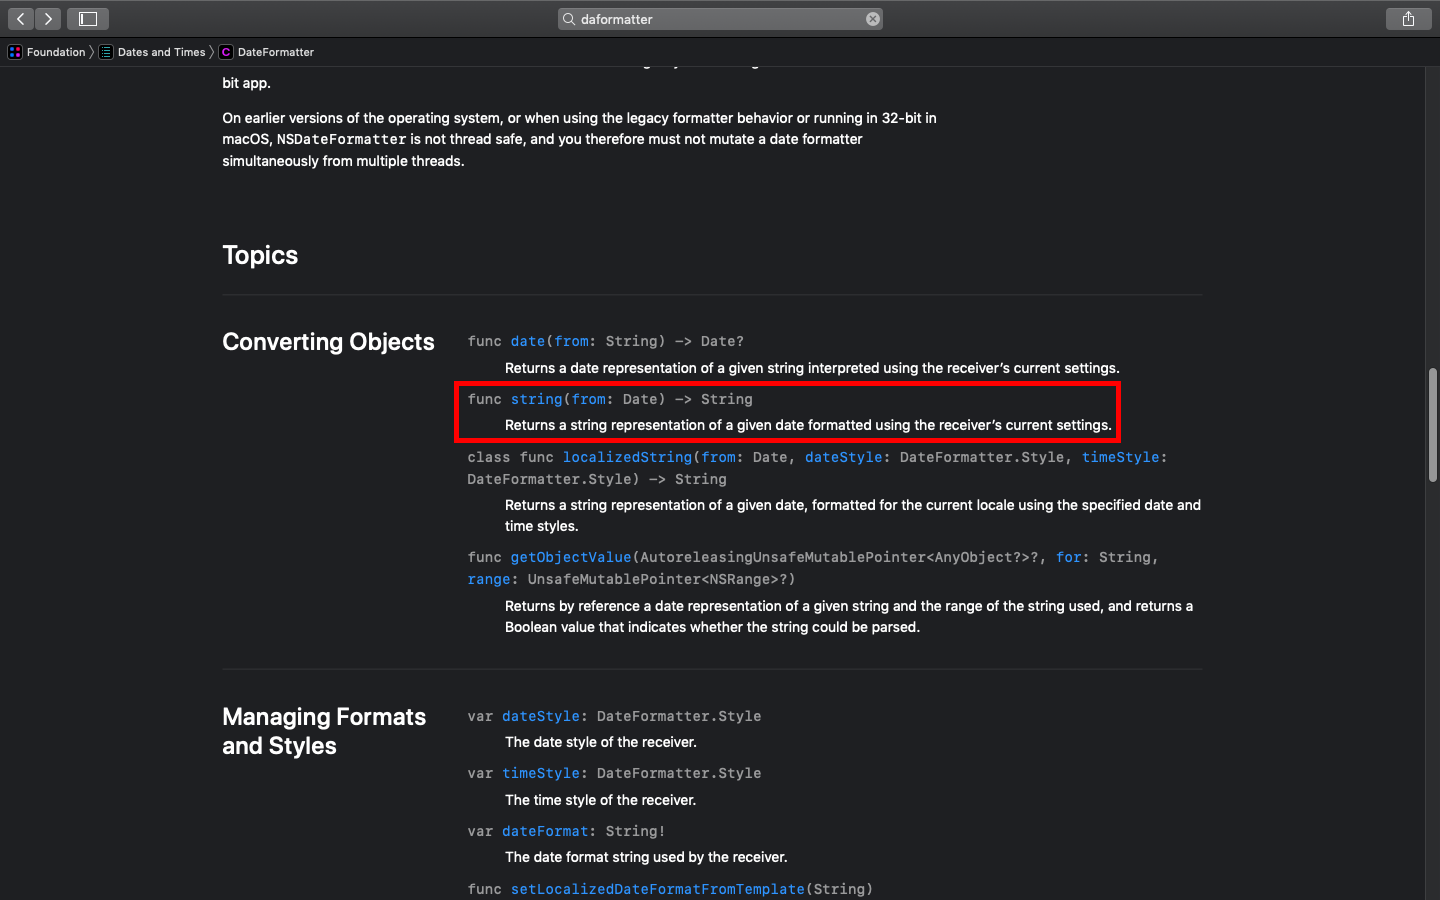 daformatter
Foundation
Dates and Times
C
DateFormatter
bit app.
On earlier versions of the operating system, or when using the legacy formatter behavior or running in 32-bit in
macOS, NSDateFormatter is not thread safe, and you therefore must not mutate a date formatter
simultaneously from multiple threads.
Topics
Converting Objects
func date(from: String) -> Date?
Returns a date representation of a given string interpreted using the receiver’s current settings.
func string(from: Date) -> String
Returns a string representation of a given date formatted using the receiver’s current settings.
class func localizedString(from: Date, dateStyle: DateFormatter.Style, timeStyle:
DateFormatter.Style) -> String
Returns a string representation of a given date, formatted for the current locale using the specified date and
time styles.
func getObjectValue(AutoreleasingUnsafeMutablePointer<AnyObject?>?, for: String,
range: UnsafeMutablePointer<NSRange>?)
Returns by reference a date representation of a given string and the range of the string used, and returns a
Boolean value that indicates whether the string could be parsed.
Managing Formats
and Styles
var dateStyle: DateFormatter.Style
The date style of the receiver.
var timeStyle: DateFormatter.Style
The time style of the receiver.
var dateFormat: String!
The date format string used by the receiver.
func setLocalizedDateFormatFromTemplate(String)